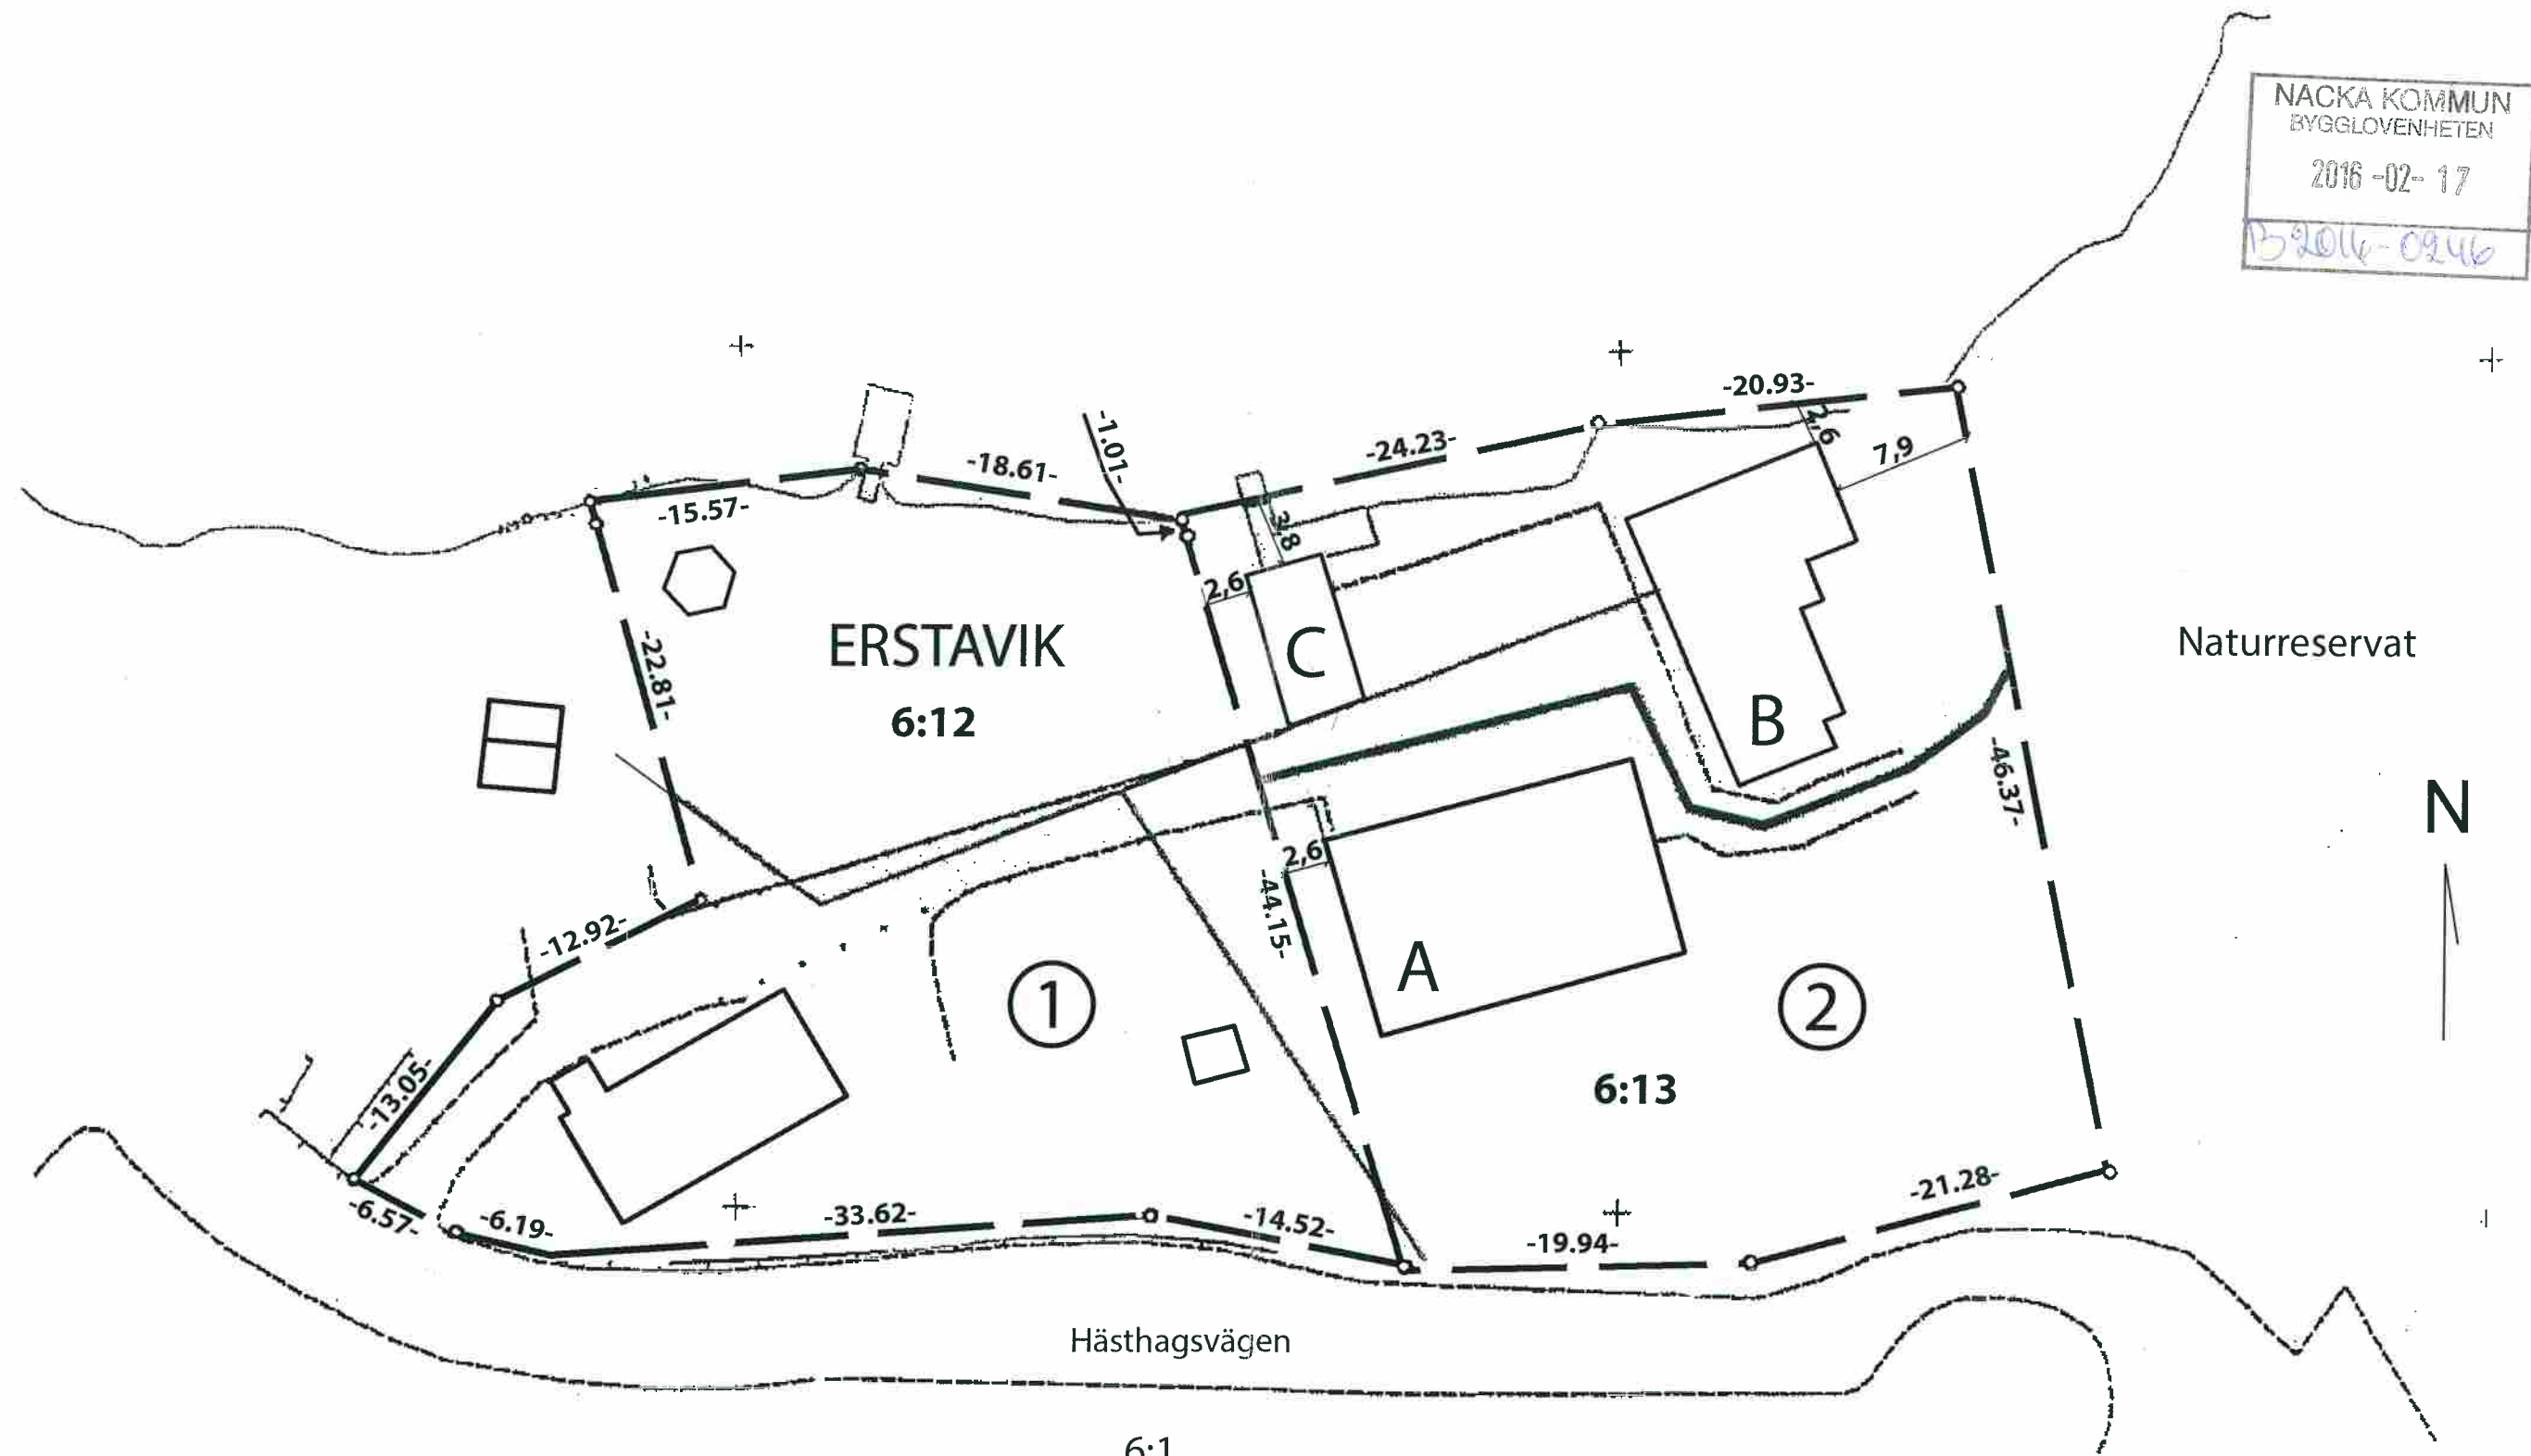 NACKA KOMMUN
BYGGLOVENHETEN
2016 -02- 17
B 2016-0246
-20.93-
2,6
7,9
-24.23-
-1.01-
-18.61-
-15.57-
3,8
2,6
ERSTAVIK
6:12
C
B
Naturreservat
-22.81-
-46.37-
N
2,6
-44.15-
A
-12.92-
1
2
6:13
-13.05-
-6.57-
-6.19-
-33.62-
-14.52-
-19.94-
-21.28-
Hästhagsvägen
6:1